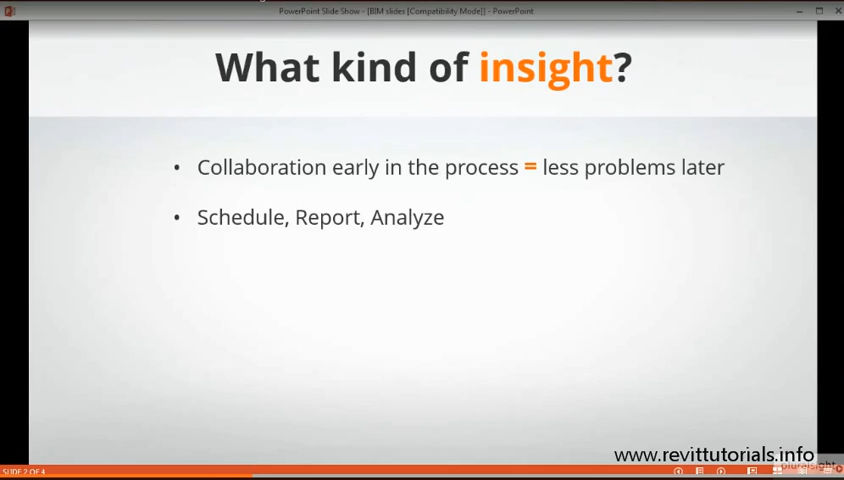 PowerPoint Slide Show - [BIM slides [Compatibility Mode]] - PowerPoint
What kind of insight?
• Collaboration early in the process = less problems later
• Schedule, Report, Analyze
www.revittutorials.info
pluralsight
SLIDE 2 OF 4